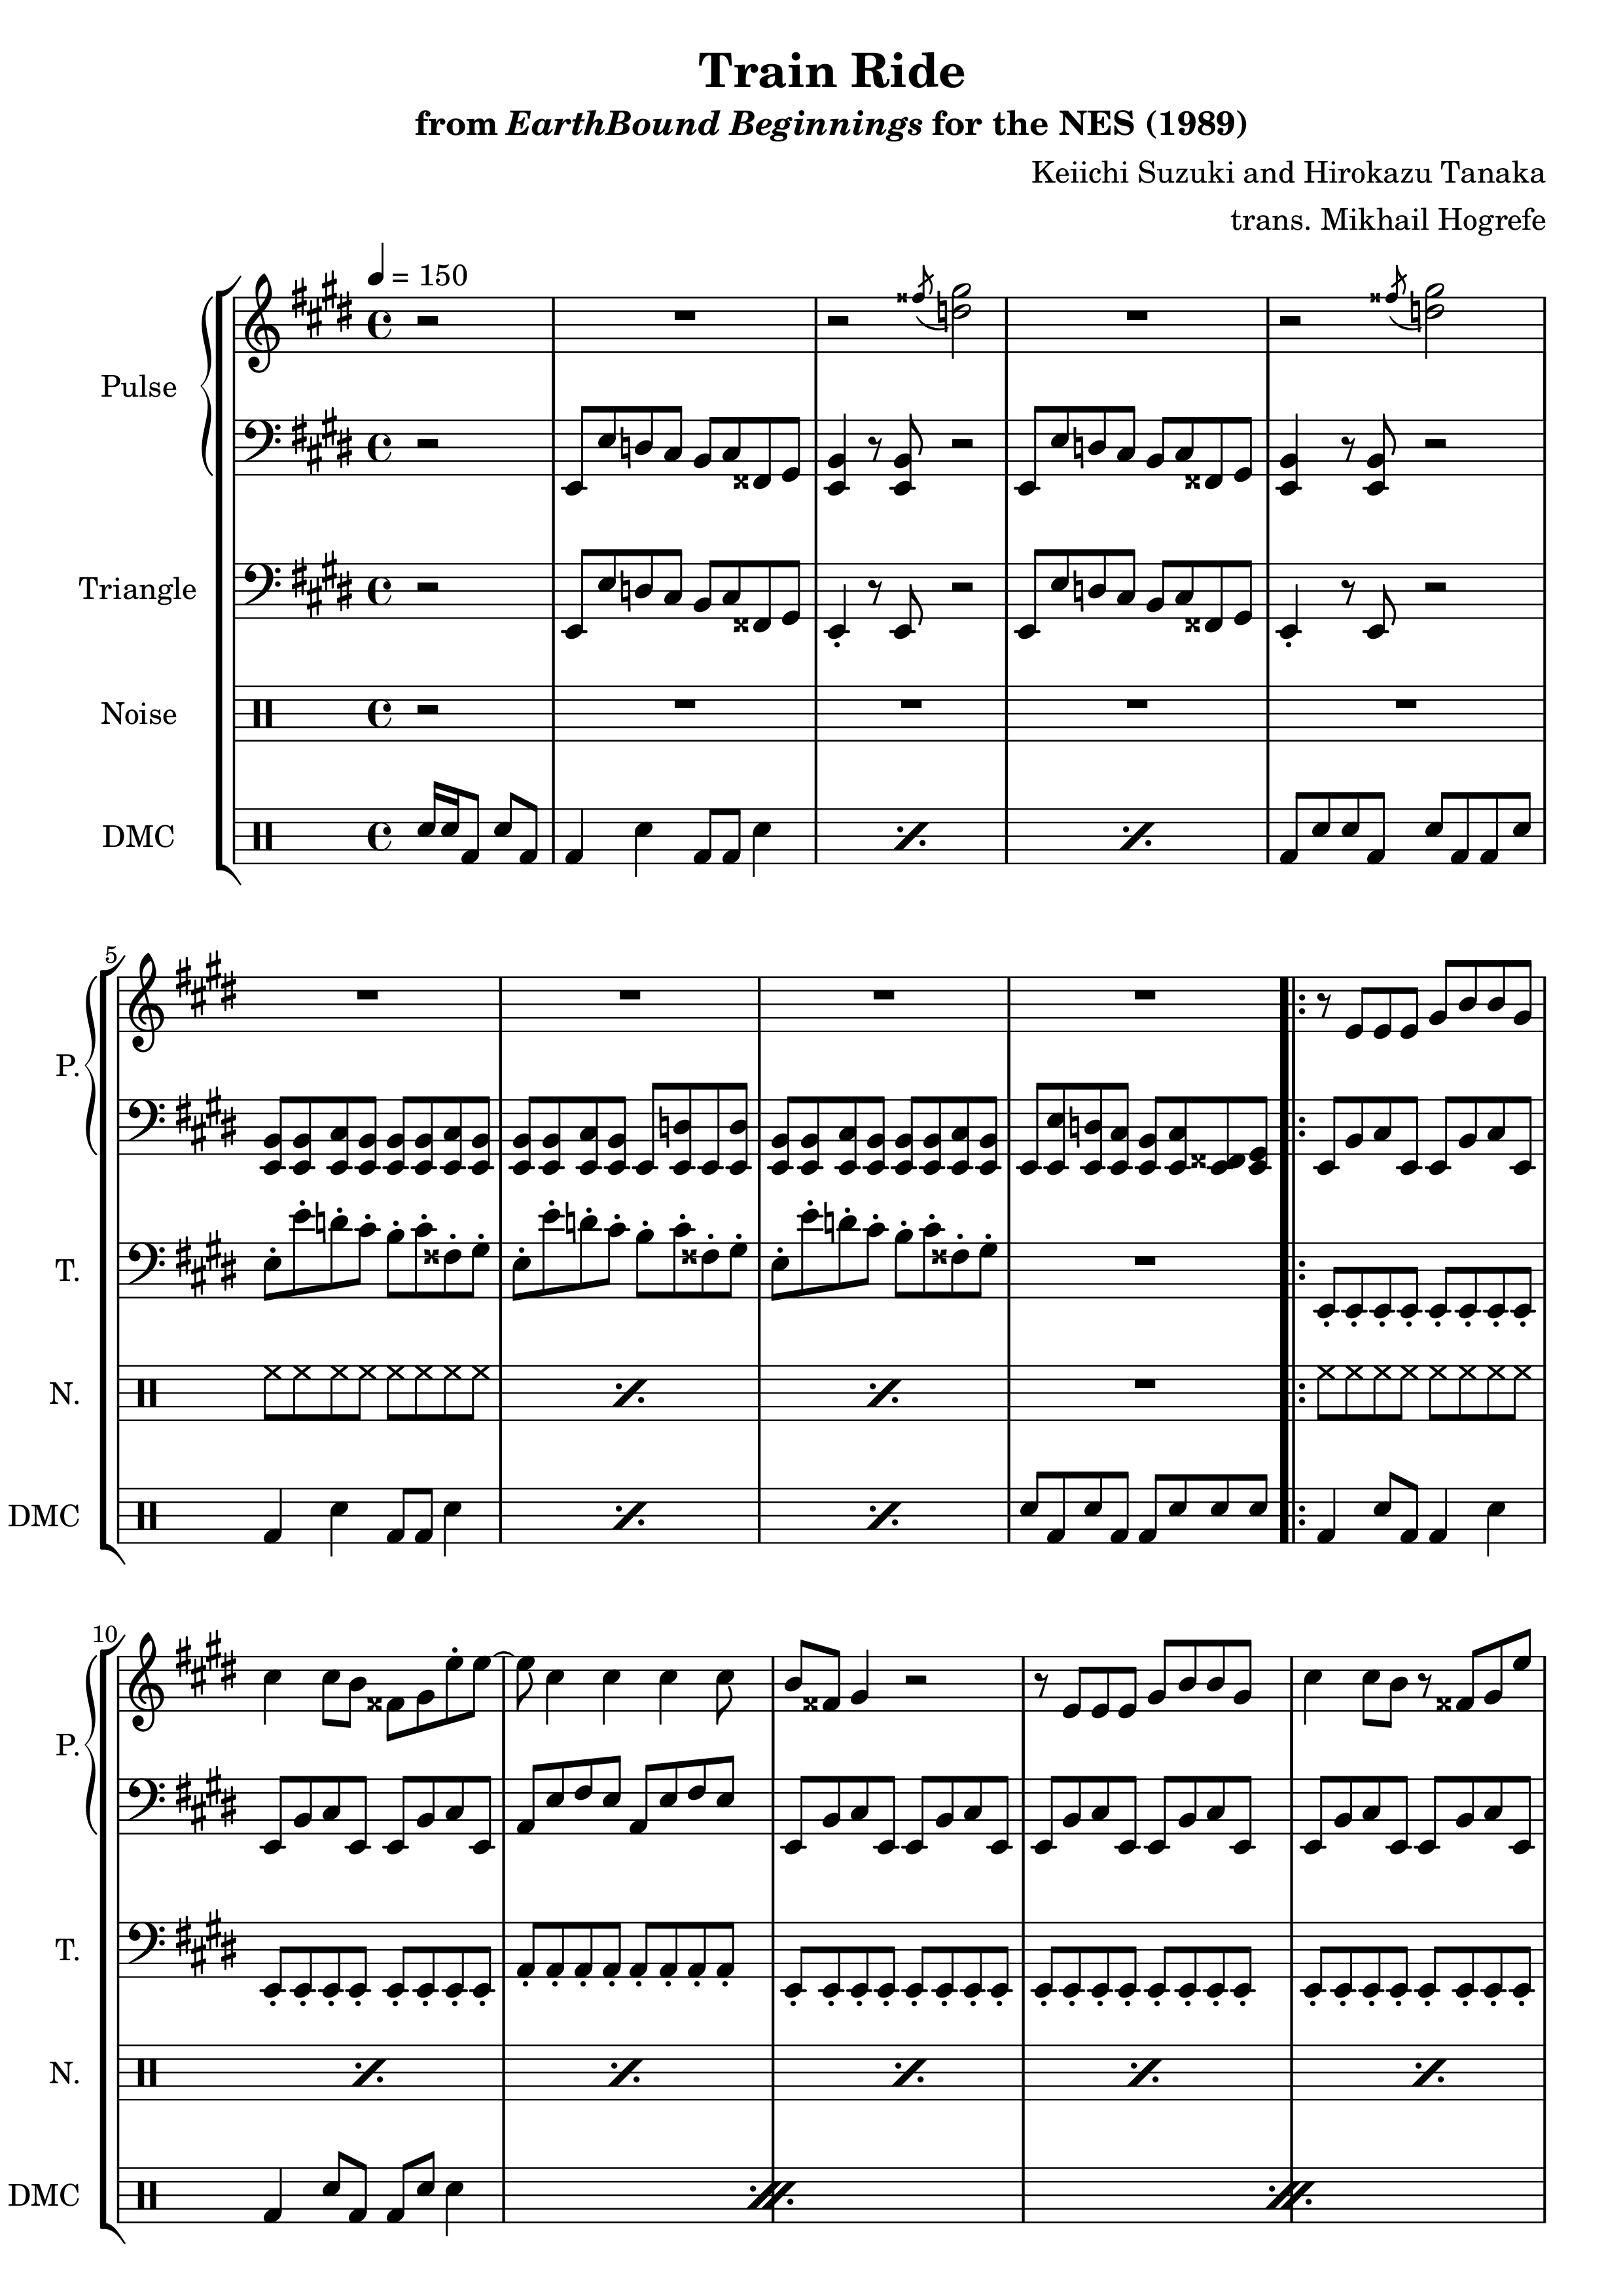 Train Ride
from EarthBound Beginnings for the NES (1989)
Keiichi Suzuki and Hirokazu Tanaka
trans. Mikhail Hogrefe
= 150
Pulse
Triangle
Noise
DMC
5
P.
T.
N.
DMC
10
P.
T.
N.
DMC